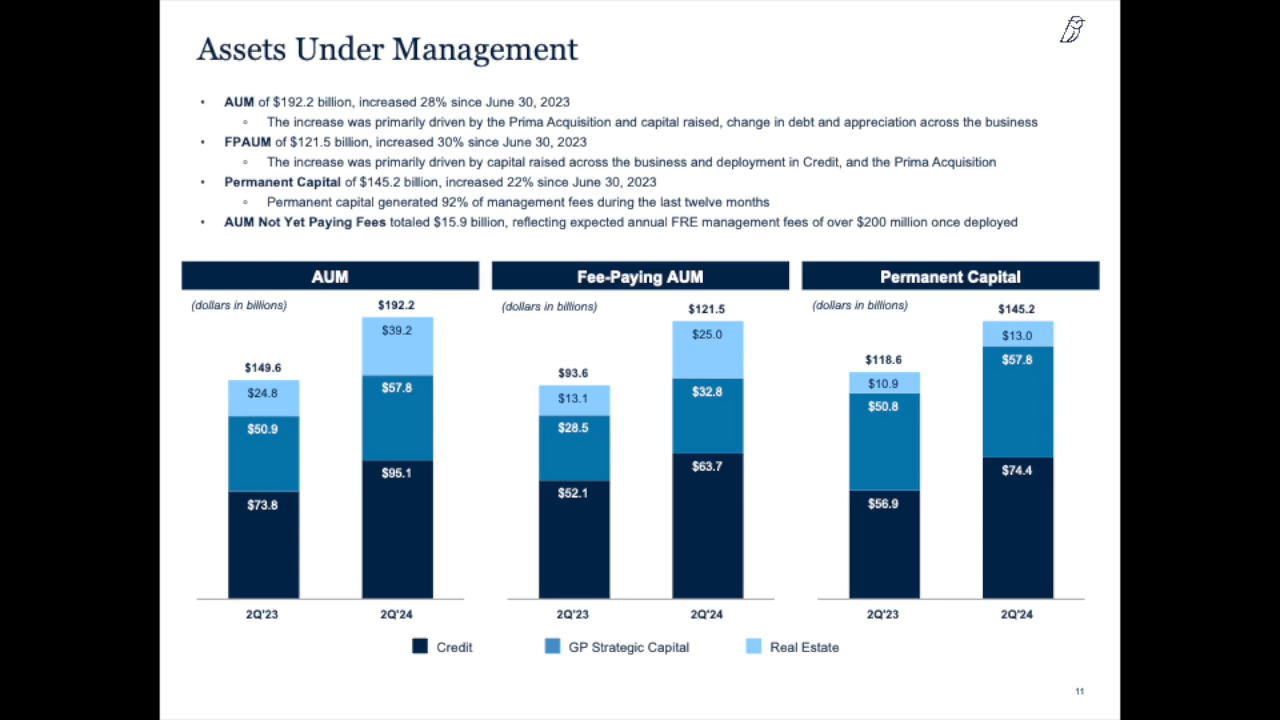 Assets Under Management
• AUM of $192.2 billion, increased 28% since June 30, 2023
◦ The increase was primarily driven by the Prima Acquisition and capital raised, change in debt and appreciation across the business
• FPAUM of $121.5 billion, increased 30% since June 30, 2023
◦ The increase was primarily driven by capital raised across the business and deployment in Credit, and the Prima Acquisition
• Permanent Capital of $145.2 billion, increased 22% since June 30, 2023
◦ Permanent capital generated 92% of management fees during the last twelve months
• AUM Not Yet Paying Fees totaled $15.9 billion, reflecting expected annual FRE management fees of over $200 million once deployed
AUM
(dollars in billions)
$149.6
$24.8
$50.9
$73.8
2Q'23
$192.2
$39.2
$57.8
$95.1
2Q'24
Fee-Paying AUM
(dollars in billions)
$93.6
$13.1
$28.5
$52.1
2Q'23
$121.5
$25.0
$32.8
$63.7
2Q'24
Permanent Capital
(dollars in billions)
$118.6
$10.9
$50.8
$56.9
2Q'23
$145.2
$13.0
$57.8
$74.4
2Q'24
Credit
GP Strategic Capital
Real Estate
11